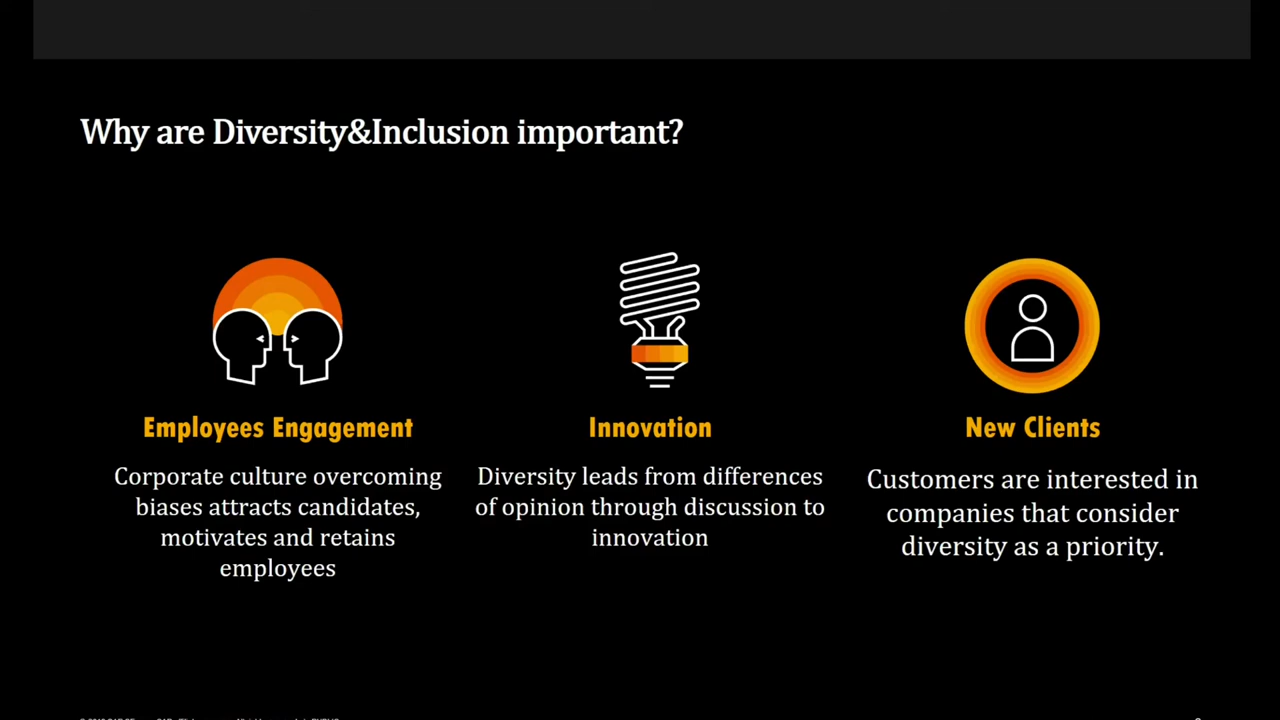 Why are Diversity&Inclusion important?
Employees Engagement
Corporate culture overcoming
biases attracts candidates,
motivates and retains
employees
Innovation
Diversity leads from differences
of opinion through discussion to
innovation
New Clients
Customers are interested in
companies that consider
diversity as a priority.